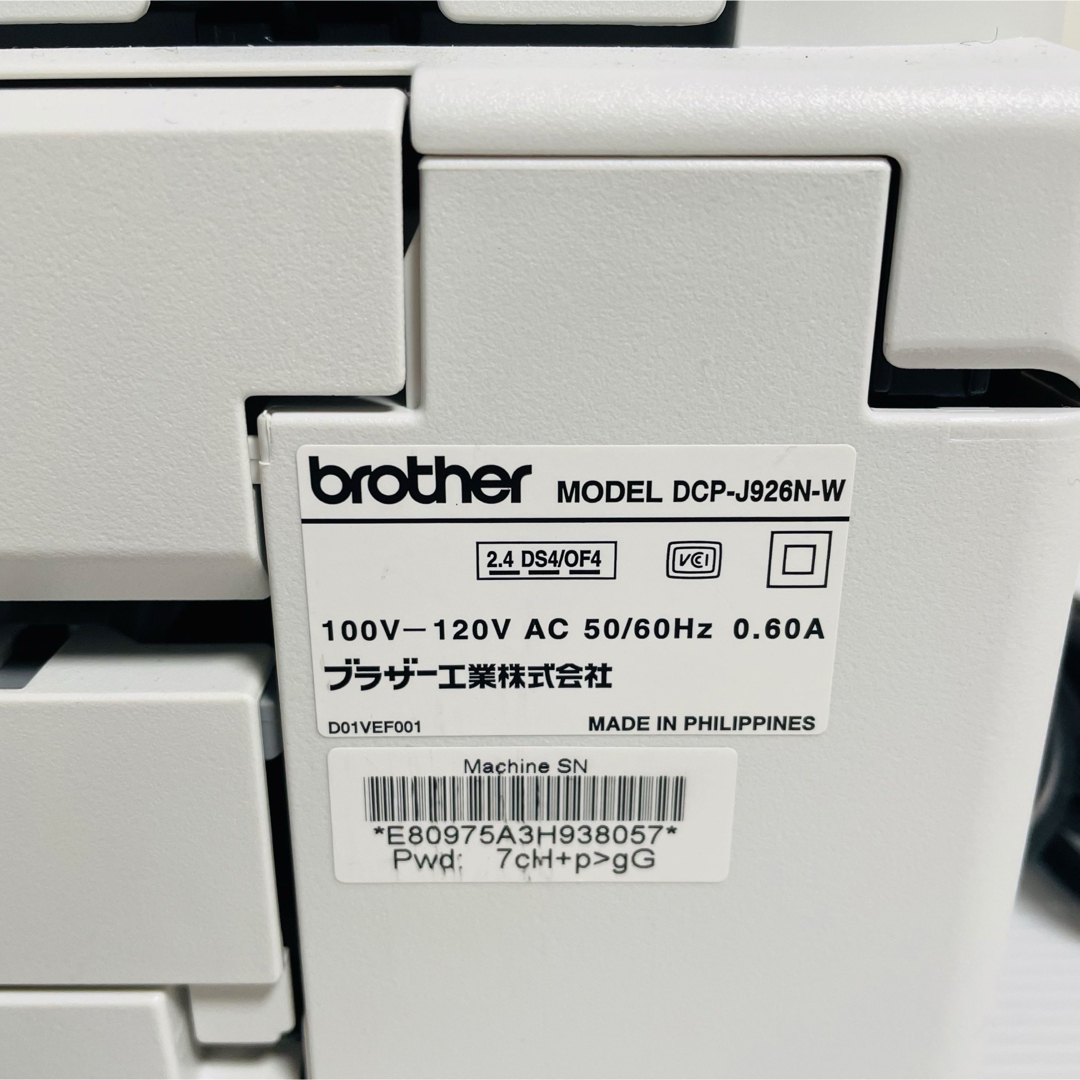 brother MODEL DCP-J926N-W
2.4 DS4/OF4 VCCI
100V-120V AC 50/60Hz 0.60A
ブラザー工業株式会社
D01VEF001 MADE IN PHILIPPINES
Machine SN
*E80975A3H938057*
Pwd: 7cH+p>gG